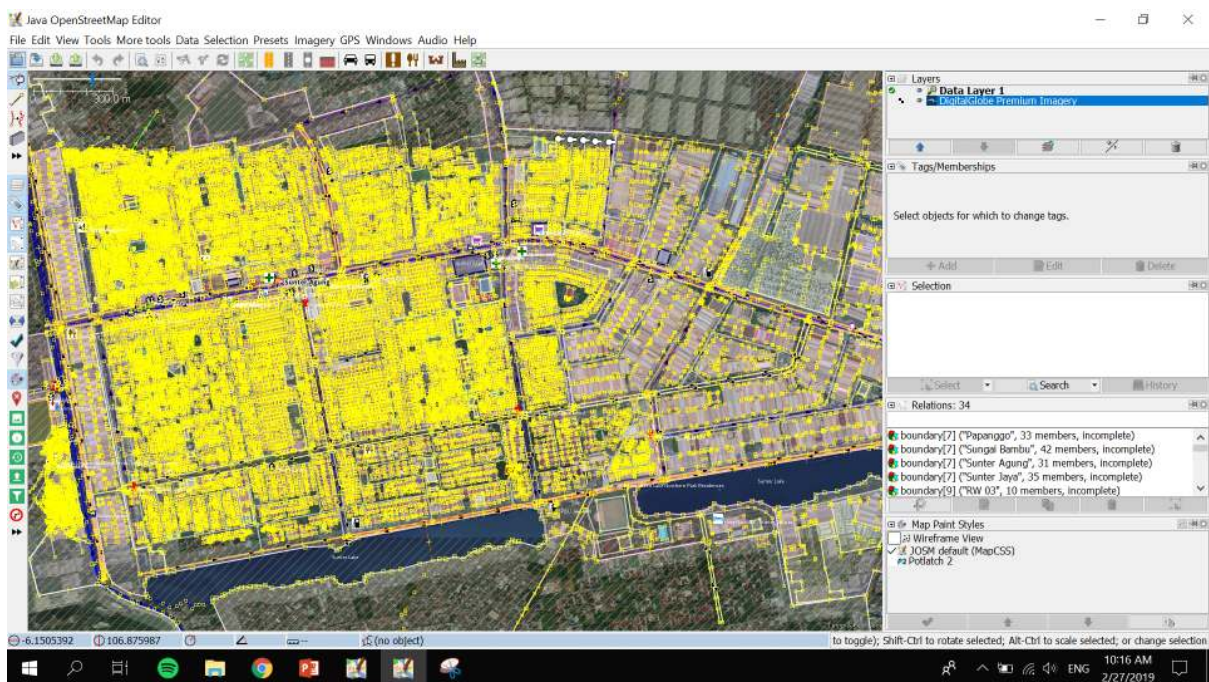 Java OpenStreetMap Editor
File Edit View Tools More tools Data Selection Presets Imagery GPS Windows Audio Help
300.0 m
Layers
Data Layer 1
DigitalGlobe Premium Imagery
Tags/Memberships
Select objects for which to change tags.
Add Edit Delete
Selection
Select Search History
Relations: 34
boundary[7] ("Papanggo", 33 members, incomplete)
boundary[7] ("Sungai Bambu", 42 members, incomplete)
boundary[7] ("Sunter Agung", 31 members, incomplete)
boundary[7] ("Sunter Jaya", 35 members, incomplete)
boundary[9] ("RW 03", 10 members, incomplete)
Map Paint Styles
Wireframe View
JOSM default (MapCSS)
Potlatch 2
Sunter Agung
Sunter Lake
Sunter Lake
-6.1505392 106.875987 (no object) to toggle); Shift-Ctrl to rotate selected; Alt-Ctrl to scale selected; or change selection
ENG
10:16 AM
2/27/2019